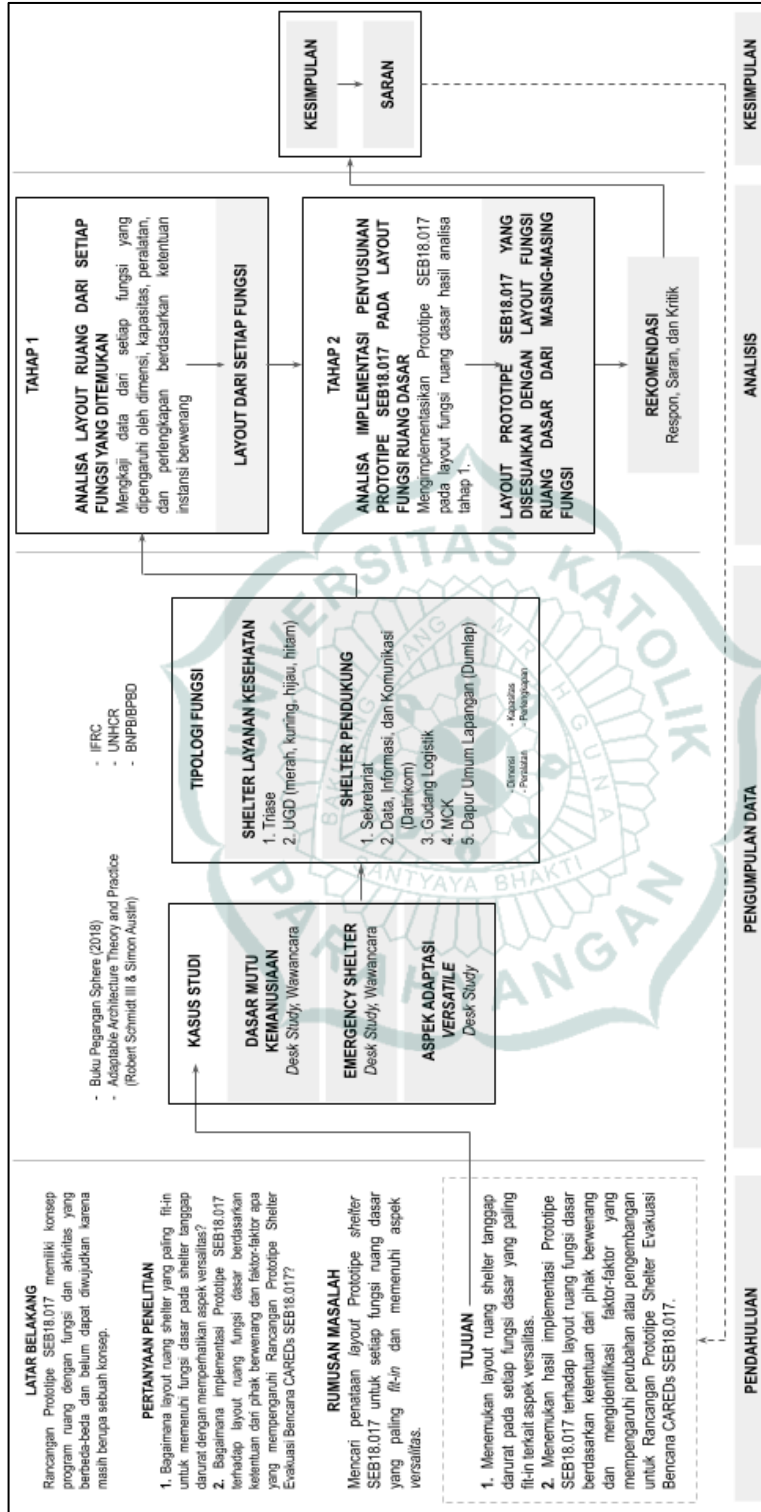 LATAR BELAKANG
Rancangan Prototipe SEB18.017 memiliki konsep
program ruang dengan fungsi dan aktivitas yang
berbeda-beda dan belum dapat diwujudkan karena
masih berupa sebuah konsep.
PERTANYAAN PENELITIAN
1. Bagaimana layout ruang shelter yang paling fit-in
untuk memenuhi fungsi dasar pada shelter tanggap
darurat dengan memperhatikan aspek versalitas?
2. Bagaimana implementasi Prototipe SEB18.017
terhadap layout ruang fungsi dasar berdasarkan
ketentuan dari pihak berwenang dan faktor-faktor apa
yang mempengaruhi Rancangan Prototipe Shelter
Evakuasi Bencana CAREDs SEB18.017?
RUMUSAN MASALAH
Mencari penataan layout Prototipe shelter
SEB18.017 untuk setiap fungsi ruang dasar
yang paling fit-in dan memenuhi aspek
versalitas.
TUJUAN
1. Menemukan layout ruang shelter tanggap
darurat pada setiap fungsi dasar yang paling
fit-in terkait aspek versalitas.
2. Menemukan hasil implementasi Prototipe
SEB18.017 terhadap layout ruang fungsi dasar
berdasarkan ketentuan dari pihak berwenang
dan mengidentifikasi faktor-faktor yang
mempengaruhi perubahan atau pengembangan
untuk Rancangan Prototipe Shelter Evakuasi
Bencana CAREDs SEB18.017.
PENDAHULUAN
- Buku Pegangan Sphere (2018)
- Adaptable Architecture Theory and Practice
(Robert Schmidt III & Simon Austin)
- IFRC
- UNHCR
- BNPB/BPBD
KASUS STUDI
DASAR MUTU
KEMANUSIAAN
Desk Study, Wawancara
EMERGENCY SHELTER
Desk Study, Wawancara
ASPEK ADAPTASI
VERSATILE
Desk Study
TIPOLOGI FUNGSI
SHELTER LAYANAN KESEHATAN
1. Triase
2. UGD (merah, kuning, hijau, hitam)
SHELTER PENDUKUNG
1. Sekretariat
2. Data, Informasi, dan Komunikasi
(Datinkom)
3. Gudang Logistik
4. MCK
5. Dapur Umum Lapangan (Dumlap)
- Dimensi - Kapasitas
- Peralatan - Perlengkapan
PENGUMPULAN DATA
TAHAP 1
ANALISA LAYOUT RUANG DARI SETIAP
FUNGSI YANG DITEMUKAN
Mengkaji data dari setiap fungsi yang
dipengaruhi oleh dimensi, kapasitas, peralatan,
dan perlengkapan berdasarkan ketentuan
instansi berwenang
LAYOUT DARI SETIAP FUNGSI
TAHAP 2
ANALISA IMPLEMENTASI PENYUSUNAN
PROTOTIPE SEB18.017 PADA LAYOUT
FUNGSI RUANG DASAR
Mengimplementasikan Prototipe SEB18.017
pada layout fungsi ruang dasar hasil analisa
tahap 1.
LAYOUT PROTOTIPE SEB18.017 YANG
DISESUAIKAN DENGAN LAYOUT FUNGSI
RUANG DASAR DARI MASING-MASING
FUNGSI
REKOMENDASI
Respon, Saran, dan Kritik
ANALISIS
KESIMPULAN
SARAN
KESIMPULAN
UNIVERSITAS KATOLIK
PARAHYANGAN